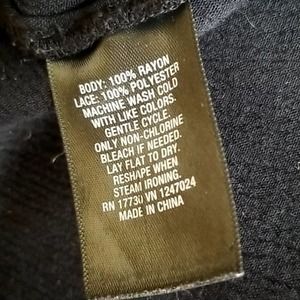 BODY: 100% RAYON
LACE: 100% POLYESTER
MACHINE WASH COLD
WITH LIKE COLORS.
GENTLE CYCLE.
ONLY NON-CHLORINE
BLEACH IF NEEDED.
LAY FLAT TO DRY.
RESHAPE WHEN
STEAM IRONING.
RN 17730 VN 1247024
MADE IN CHINA